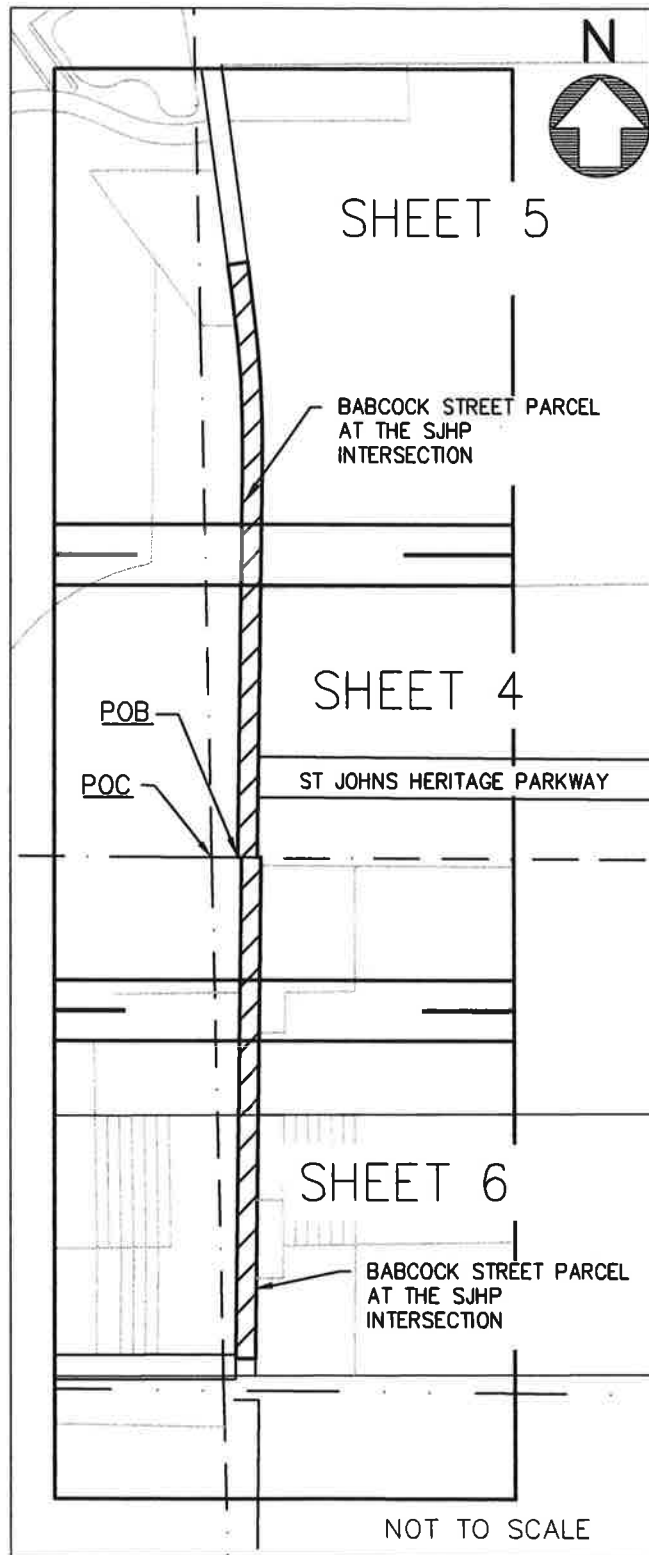 N
SHEET 5
BABCOCK STREET PARCEL
AT THE SJHP
INTERSECTION
SHEET 4
POB
POC
ST JOHNS HERITAGE PARKWAY
SHEET 6
BABCOCK STREET PARCEL
AT THE SJHP
INTERSECTION
NOT TO SCALE